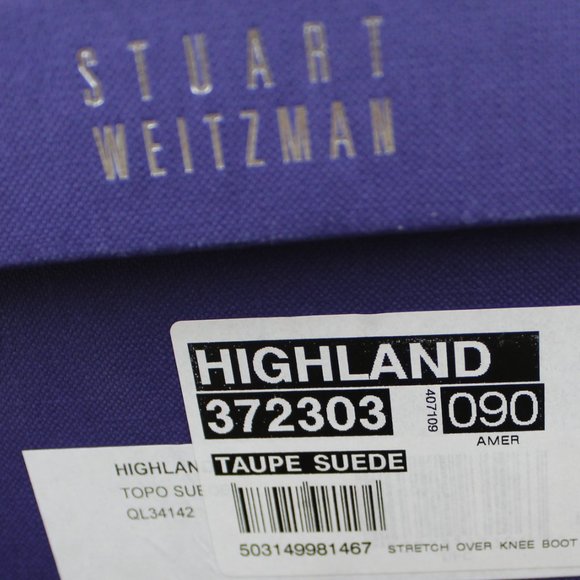 STUART
WEITZMAN
HIGHLAND
372303
407109
090
AMER
TAUPE SUEDE
503149981467 STRETCH OVER KNEE BOOT
HIGHLAN
TOPO SUE
QL34142